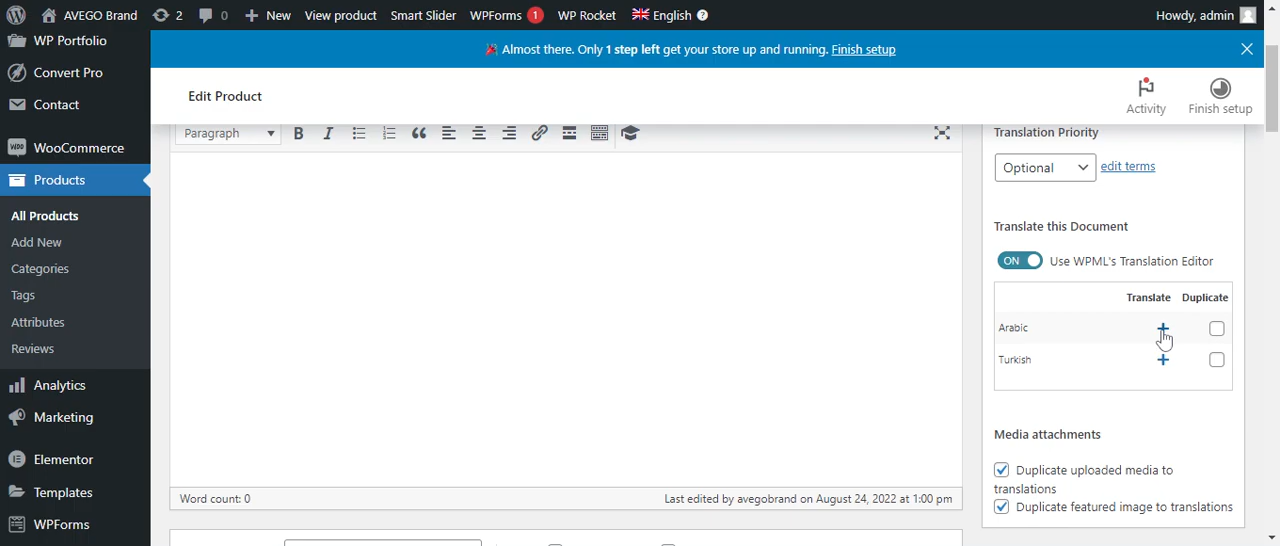 AVEGO Brand 2 0 New View product Smart Slider WPForms 1 WP Rocket English ? Howdy, admin
WP Portfolio
Convert Pro
Contact
WooCommerce
Products
All Products
Add New
Categories
Tags
Attributes
Reviews
Analytics
Marketing
Elementor
Templates
WPForms
Almost there. Only 1 step left get your store up and running. Finish setup
Edit Product
Activity
Finish setup
Paragraph
Word count: 0
Last edited by avegobrand on August 24, 2022 at 1:00 pm
Translation Priority
Optional edit terms
Translate this Document
ON Use WPML's Translation Editor
Translate Duplicate
Arabic
Turkish
Media attachments
Duplicate uploaded media to
translations
Duplicate featured image to translations